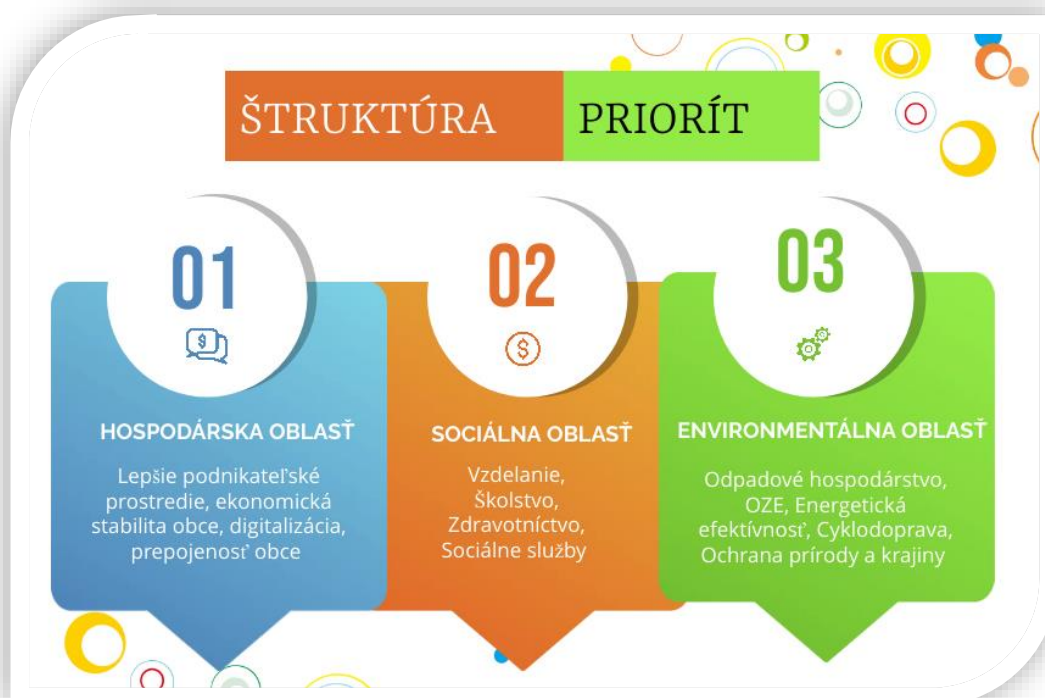 ŠTRUKTÚRA PRIORÍT
01
HOSPODÁRSKA OBLASŤ
Lepšie podnikateľské
prostredie, ekonomická
stabilita obce, digitalizácia,
prepojenosť obce
02
SOCIÁLNA OBLASŤ
Vzdelanie,
Školstvo,
Zdravotníctvo,
Sociálne služby
03
ENVIRONMENTÁLNA OBLASŤ
Odpadové hospodárstvo,
OZE, Energetická
efektívnosť, Cyklodoprava,
Ochrana prírody a krajiny